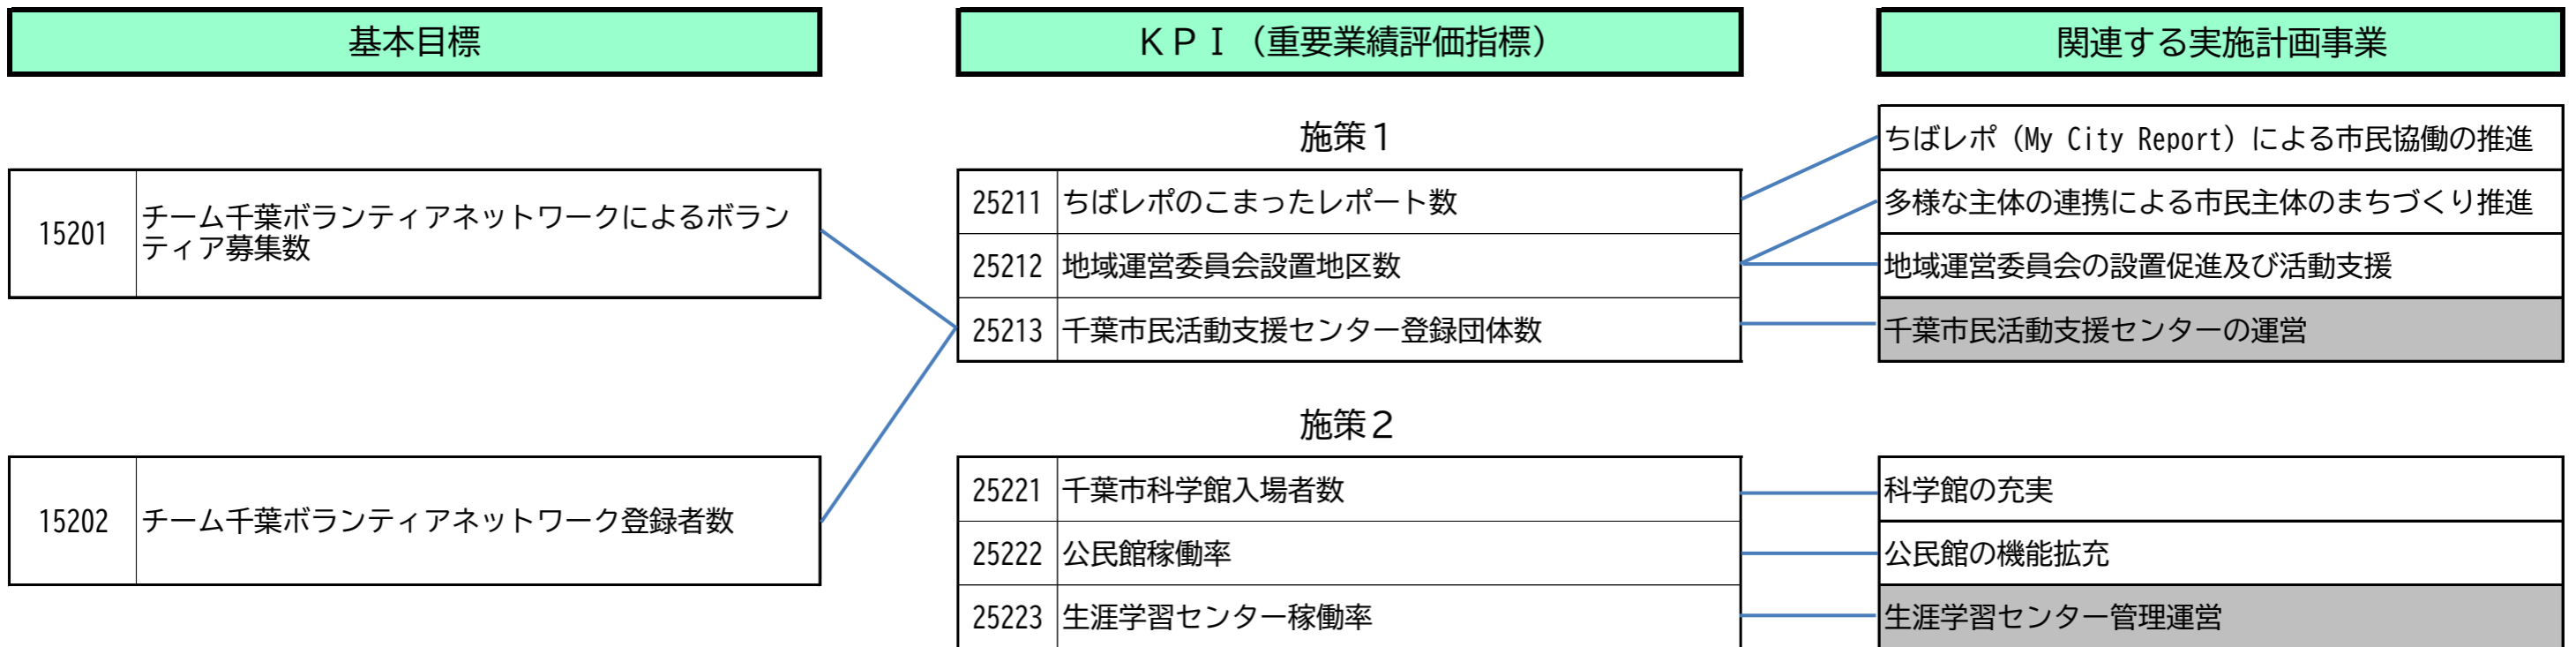 基本目標
ＫＰＩ（重要業績評価指標）
関連する実施計画事業
15201
チーム千葉ボランティアネットワークによるボラン
ティア募集数
15202
チーム千葉ボランティアネットワーク登録者数
施策１
25211 ちばレポのこまったレポート数
25212 地域運営委員会設置地区数
25213 千葉市民活動支援センター登録団体数
施策２
25221 千葉市科学館入場者数
25222 公民館稼働率
25223 生涯学習センター稼働率
ちばレポ（My City Report）による市民協働の推進
多様な主体の連携による市民主体のまちづくり推進
地域運営委員会の設置促進及び活動支援
千葉市民活動支援センターの運営
科学館の充実
公民館の機能拡充
生涯学習センター管理運営